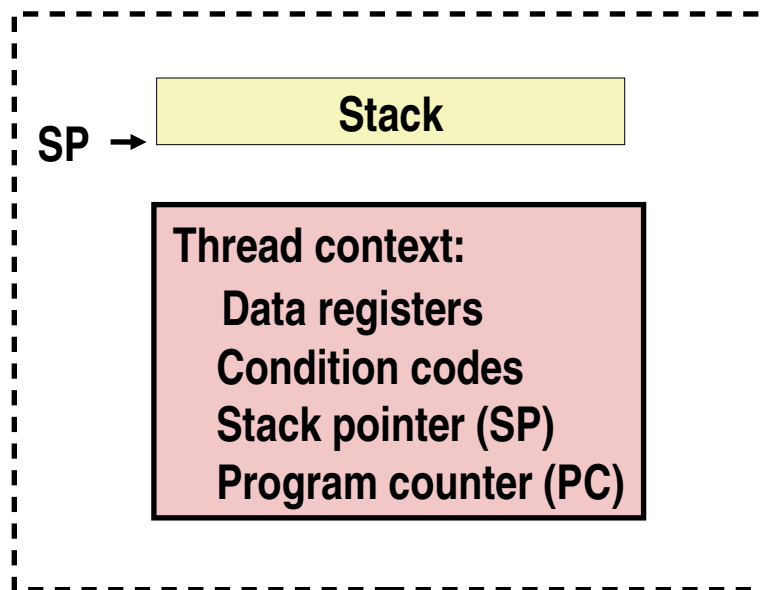 Stack
SP
Thread context:
Data registers
Condition codes
Stack pointer (SP)
Program counter (PC)